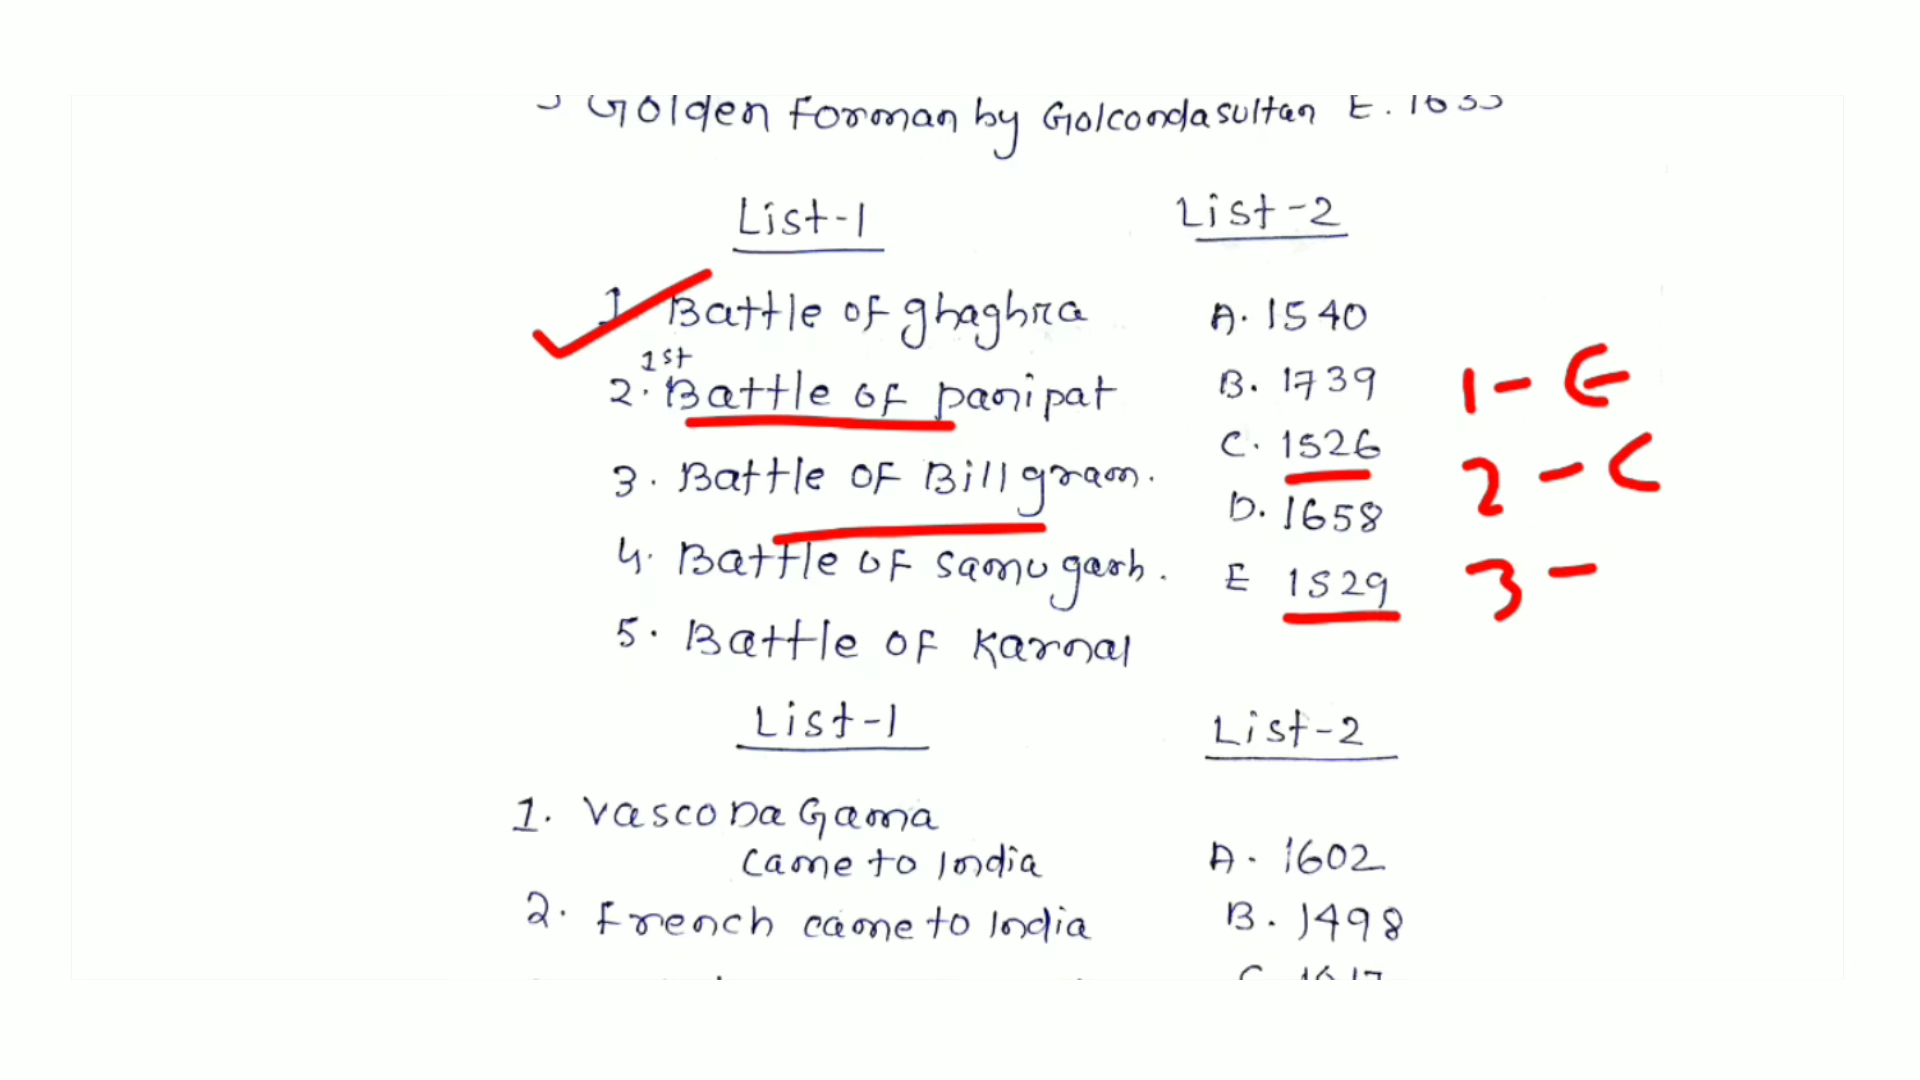 Golden Forman by Golconda sultan E. 1633
List-1 List-2
1. Battle of ghaghra A. 1540
1st
2. Battle of panipat B. 1739 1-E
3. Battle of Billgram. C. 1526 2-C
4. Battle of samugarh. D. 1658
5. Battle of Karnal E 1529 3-
List-1 List-2
1. Vasco Da Gama
came to India A. 1602
2. French came to India B. 1498
C. 1617